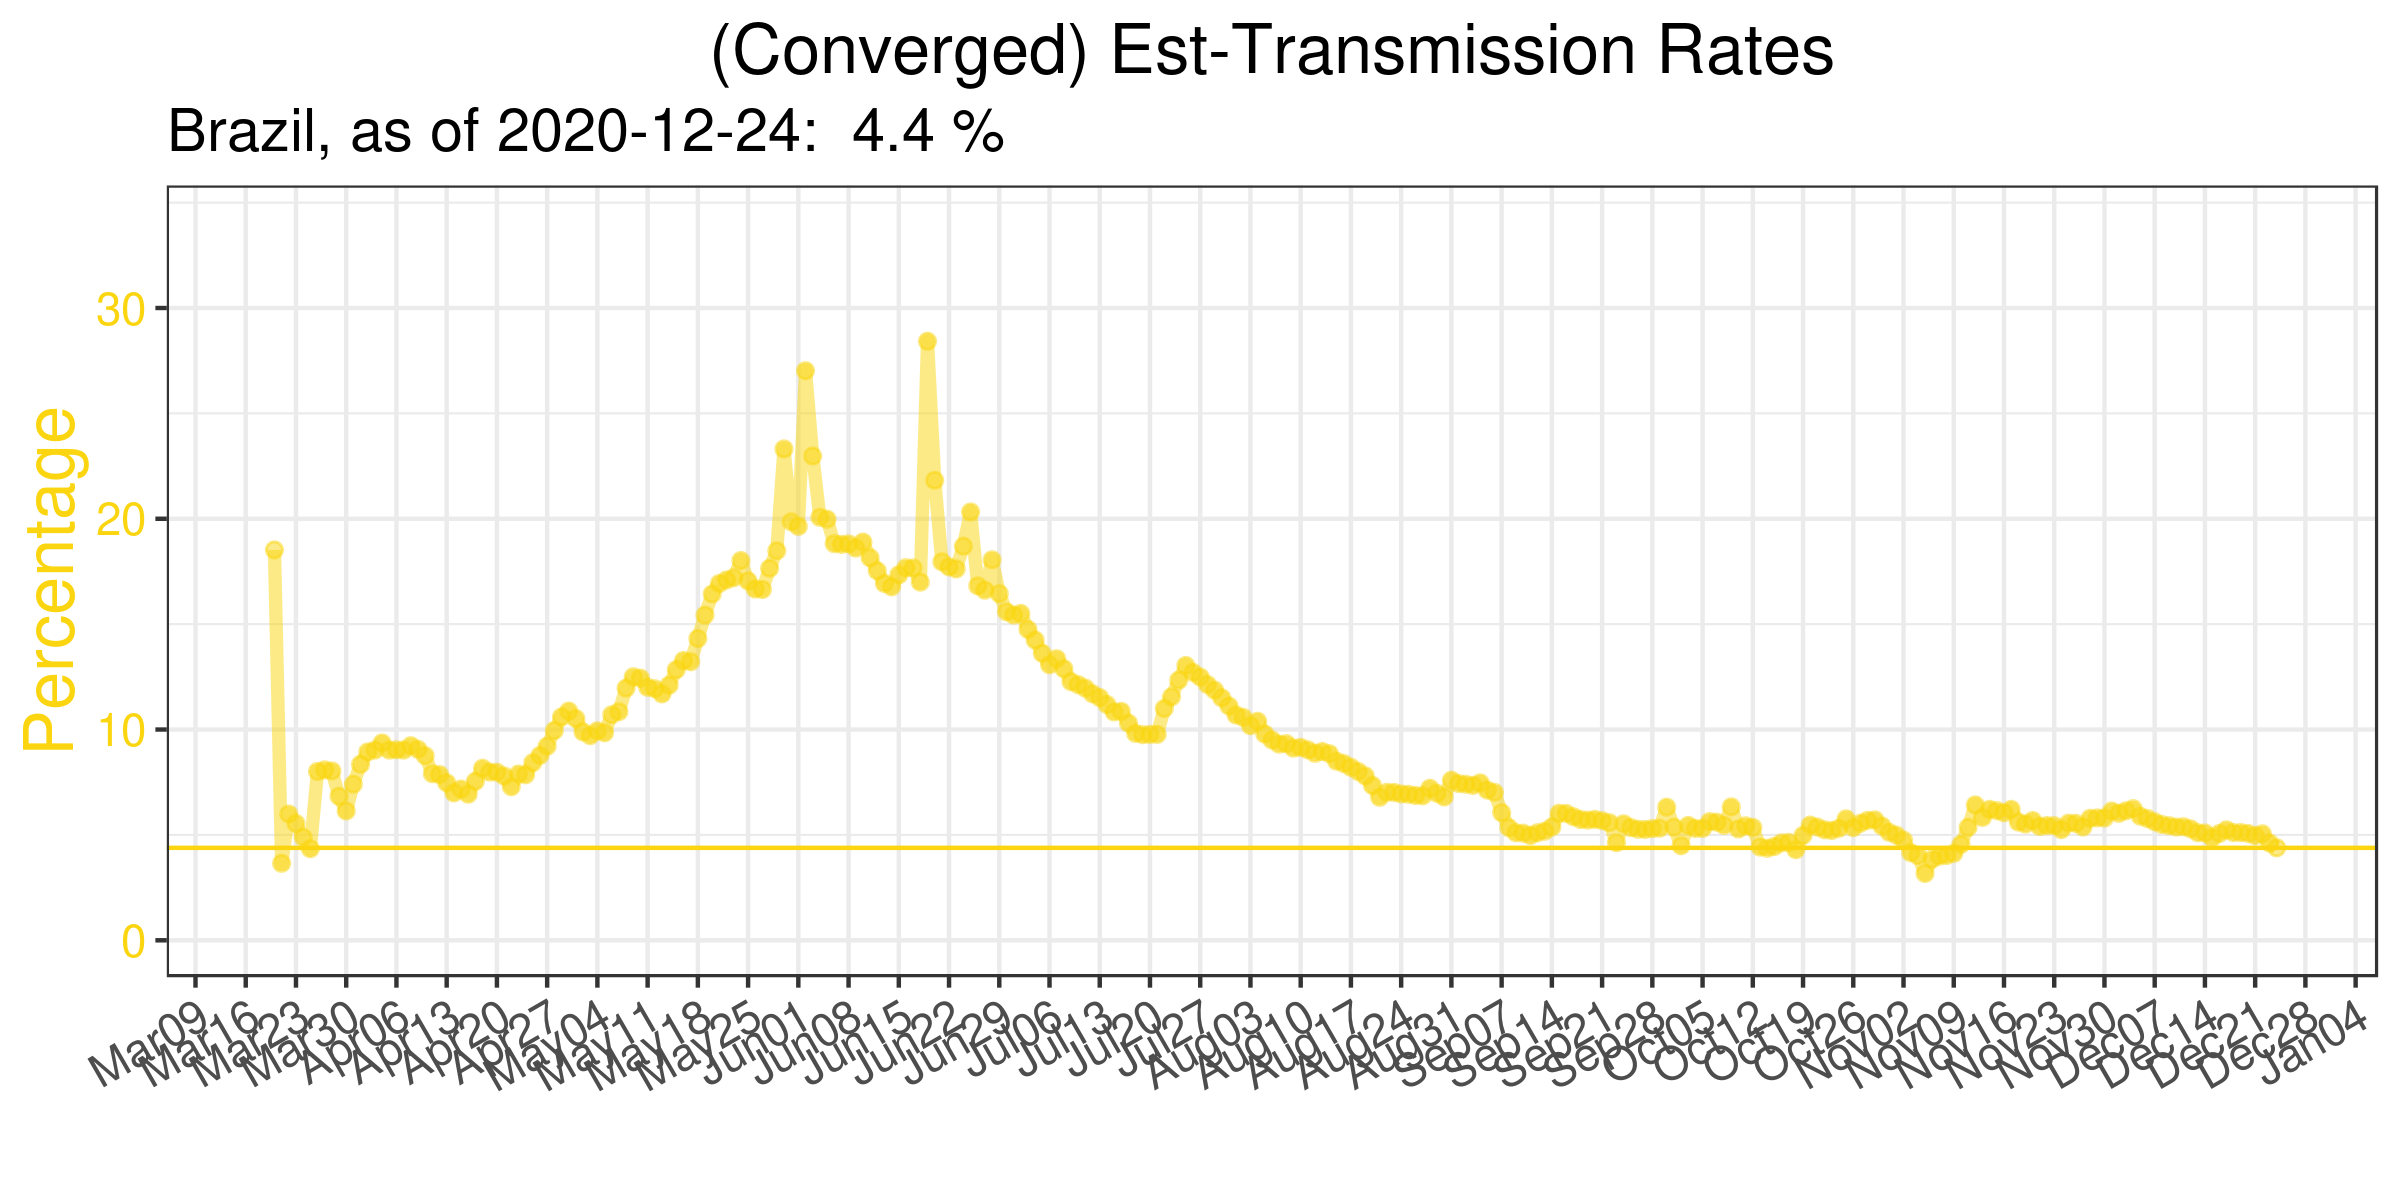 (Converged) Est-Transmission Rates
Brazil, as of 2020-12-24:  4.4 %
Percentage
30
20
10
0
Mar09
Mar16
Mar23
Mar30
Apr06
Apr13
Apr20
Apr27
May04
May11
May18
May25
Jun01
Jun08
Jun15
Jun22
Jun29
Jul06
Jul13
Jul20
Jul27
Aug03
Aug10
Aug17
Aug24
Aug31
Sep07
Sep14
Sep21
Sep28
Oct05
Oct12
Oct19
Oct26
Nov02
Nov09
Nov16
Nov23
Nov30
Dec07
Dec14
Dec21
Dec28
Jan04